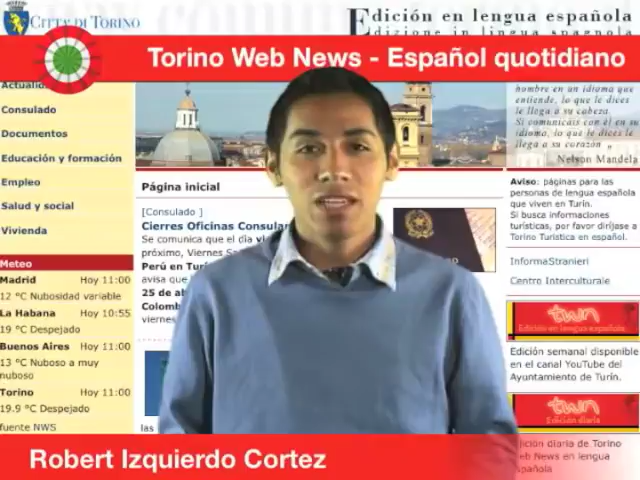 CITTÀ DI TORINO
Edición en lengua española
Edizione in lingua spagnola
Torino Web News - Español quotidiano
Consulado
Documentos
Educación y formación
Empleo
Salud y social
Vivienda
Meteo
Madrid Hoy 11:00
12 °C Nubosidad variable
La Habana Hoy 10:55
19 °C Despejado
Buenos Aires Hoy 11:00
13 °C Nuboso a muy
nuboso
Torino Hoy 11:00
19.9 °C Despejado
fuente NWS
Página inicial
[Consulado ]
Cierres Oficinas Consular
Se comunica que el día
próximo, Viernes
Perú en
avisa que
25 de
viernes
las
hombre en un idioma que
entiende, lo que le dices
le llega a su cabeza.
Si comunicáis con él en su
idioma, lo que le dices le
llega a su corazón
Nelson Mandela
Aviso: páginas para las
personas de lengua española
que viven en Turín.
Si busca informaciones
turísticas, por favor diríjase a
Torino Turistica en español.
InformaStranieri
Centro Interculturale
twn
Edición en lengua española
Edición semanal disponible
en el canal YouTube del
Ayuntamiento de Turín.
twn
Edición diaria
diaria de Torino
News en lengua
Robert Izquierdo Cortez